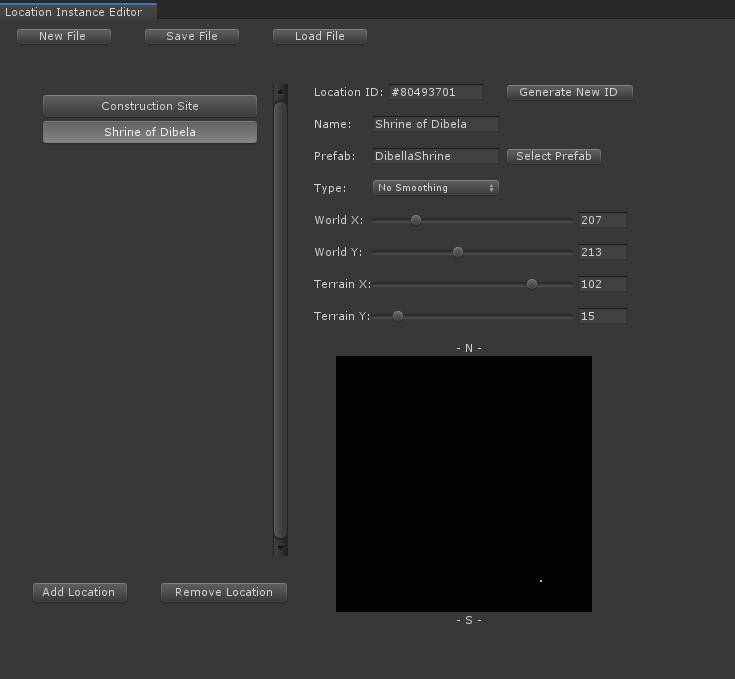 Location Instance Editor
New File
Save File
Load File
Construction Site
Shrine of Dibela
Location ID: #80493701 Generate New ID
Name: Shrine of Dibela
Prefab: DibellaShrine Select Prefab
Type: No Smoothing
World X: 207
World Y: 213
Terrain X: 102
Terrain Y: 15
- N -
- S -
Add Location
Remove Location